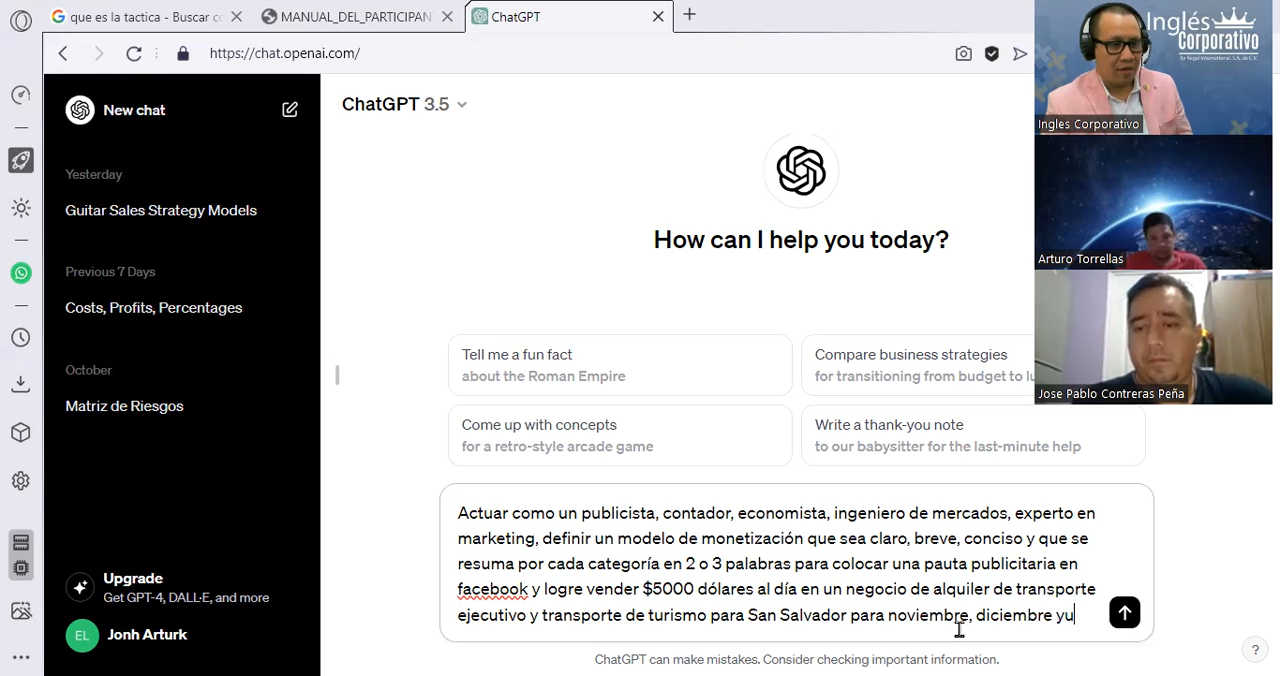 que es la tactica - Buscar co
MANUAL_DEL_PARTICIPAN
ChatGPT
https://chat.openai.com/
New chat
Yesterday
Guitar Sales Strategy Models
Previous 7 Days
Costs, Profits, Percentages
October
Matriz de Riesgos
Upgrade
Get GPT-4, DALL·E, and more
EL
Jonh Arturk
ChatGPT 3.5
How can I help you today?
Tell me a fun fact
about the Roman Empire
Compare business strategies
for transitioning from budget to lu
Come up with concepts
for a retro-style arcade game
Write a thank-you note
to our babysitter for the last-minute help
Actuar como un publicista, contador, economista, ingeniero de mercados, experto en
marketing, definir un modelo de monetización que sea claro, breve, conciso y que se
resuma por cada categoría en 2 o 3 palabras para colocar una pauta publicitaria en
facebook y logre vender $5000 dólares al día en un negocio de alquiler de transporte
ejecutivo y transporte de turismo para San Salvador para noviembre, diciembre yu
ChatGPT can make mistakes. Consider checking important information.
?
Inglés
Corporativo
By Regal International, S.A. de C.V.
Ingles Corporativo
Arturo Torrellas
Jose Pablo Contreras Peña